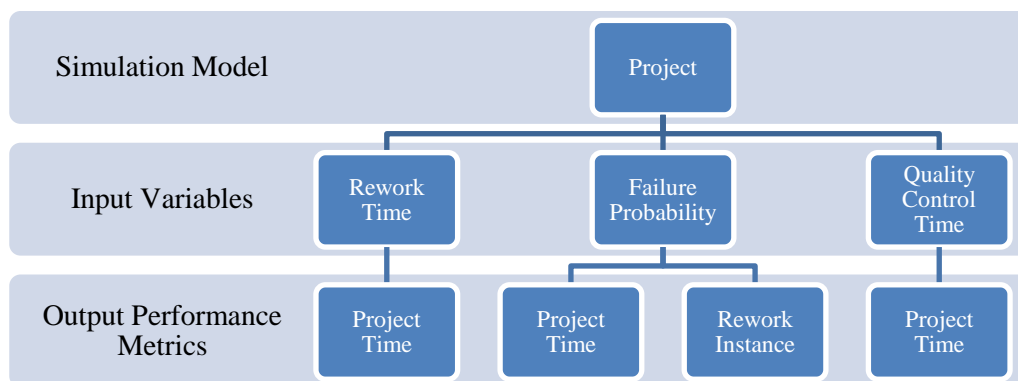 Simulation Model
Project
Input Variables
Rework
Time
Failure
Probability
Quality
Control
Time
Output Performance
Metrics
Project
Time
Project
Time
Rework
Instance
Project
Time